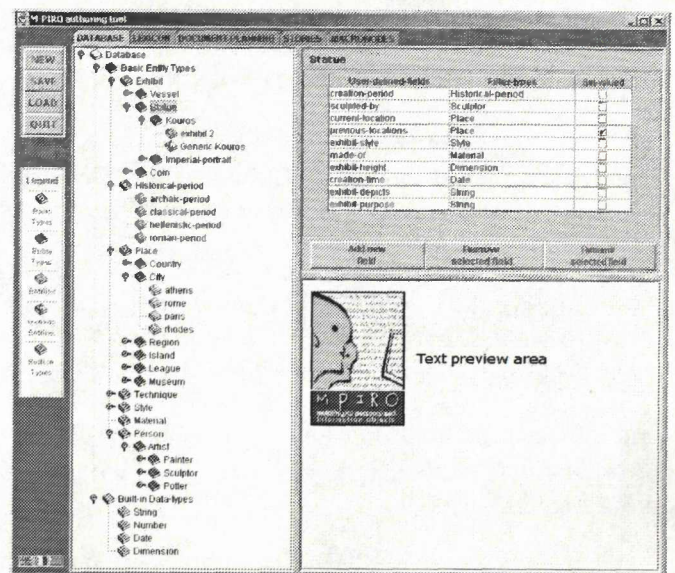 M-PIRO authoring tool
DATABASE LEXICON DOCUMENT PLANNING STORIES MACRONODES
NEW
SAVE
LOAD
QUIT
Legend
Basic
Types
Entity
Types
Entities
Generic
Entities
Built-in
Types
Database
Basic Entity Types
Exhibit
Vessel
Statue
Kouros
exhibit 2
Generic Kouros
Imperial-portrait
Coin
Historical-period
archaic-period
classical-period
hellenistic-period
roman-period
Place
Country
City
athens
rome
paris
rhodes
Region
Island
League
Museum
Technique
Style
Material
Person
Artist
Painter
Sculptor
Potter
Built-in Data-types
String
Number
Date
Dimension
Statue
User-defined-fields Filler-types Set-valued
creation-period Historical-period
sculpted-by Sculptor
current-location Place
previous-locations Place
exhibit-style Style
made-of Material
exhibit-height Dimension
creation-time Date
exhibit-depicts String
exhibit-purpose String
Add new field
Remove selected field
Rename selected field
M PIRO
multilingual personalised
information objects
Text preview area